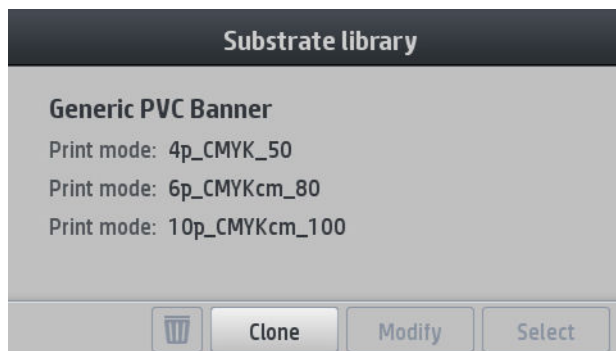 Substrate library
Generic PVC Banner
Print mode: 4p_CMYK_50
Print mode: 6p_CMYKcm_80
Print mode: 10p_CMYKcm_100
Clone Modify Select